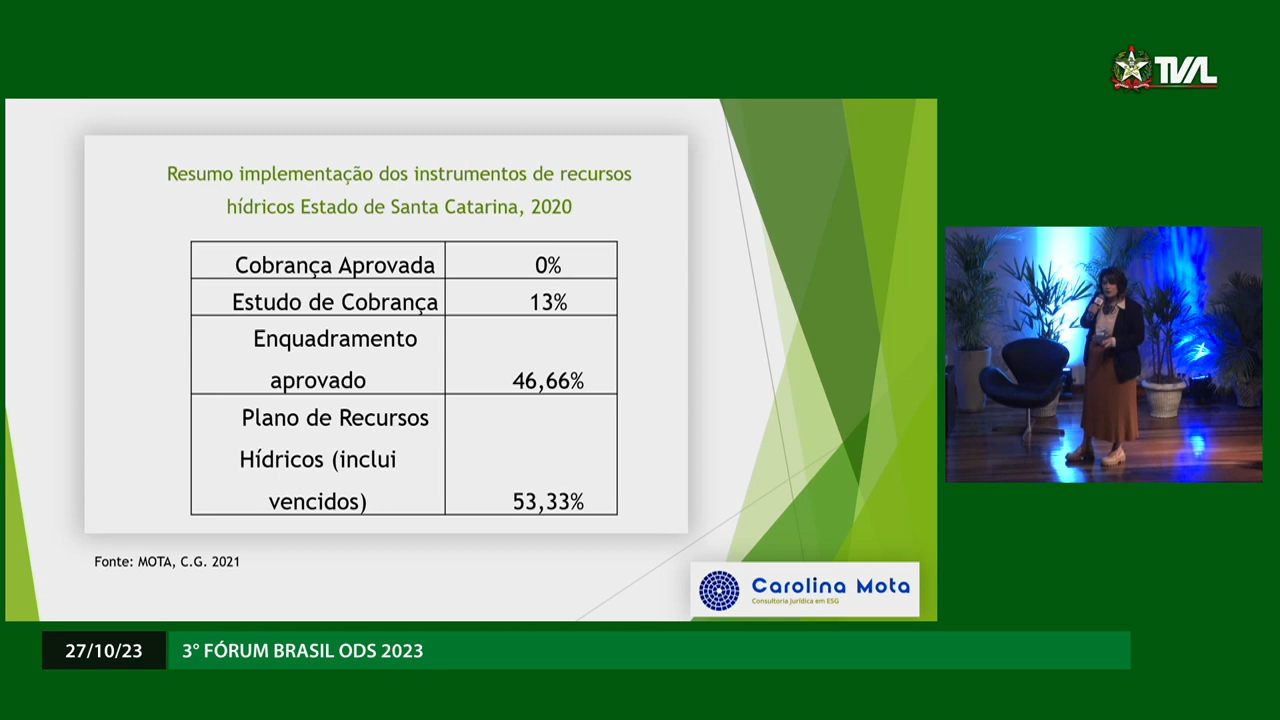 TVAL
Resumo implementação dos instrumentos de recursos
hídricos Estado de Santa Catarina, 2020
Cobrança Aprovada 0%
Estudo de Cobrança 13%
Enquadramento
aprovado 46,66%
Plano de Recursos
Hídricos (inclui
vencidos) 53,33%
Fonte: MOTA, C.G. 2021
Carolina Mota
Consultoria Jurídica em ESG
27/10/23 3° FÓRUM BRASIL ODS 2023